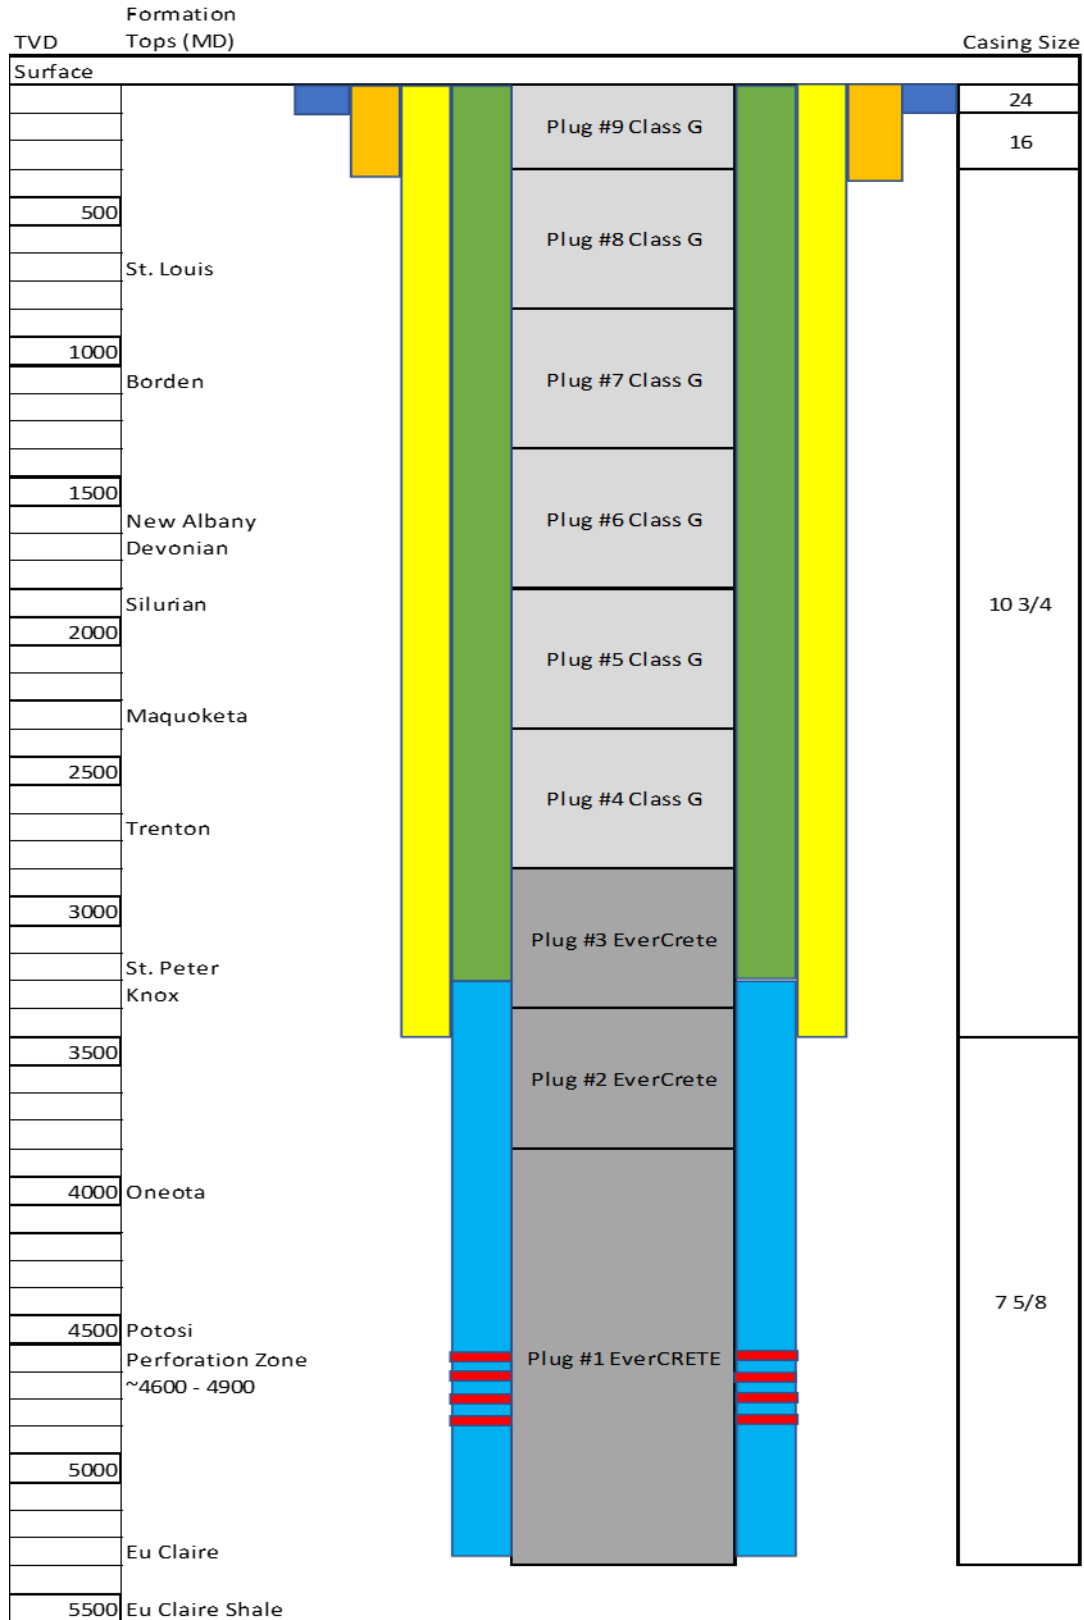 Formation
TVD Tops (MD) Casing Size
Surface
24
Plug #9 Class G
16
500
Plug #8 Class G
St. Louis
1000
Borden
Plug #7 Class G
1500
New Albany
Plug #6 Class G
Devonian
Silurian
10 3/4
2000
Plug #5 Class G
Maquoketa
2500
Plug #4 Class G
Trenton
3000
Plug #3 EverCrete
St. Peter
Knox
3500
Plug #2 EverCrete
4000 Oneota
7 5/8
4500 Potosi
Perforation Zone
Plug #1 EverCRETE
~4600 - 4900
5000
Eu Claire
5500 Eu Claire Shale